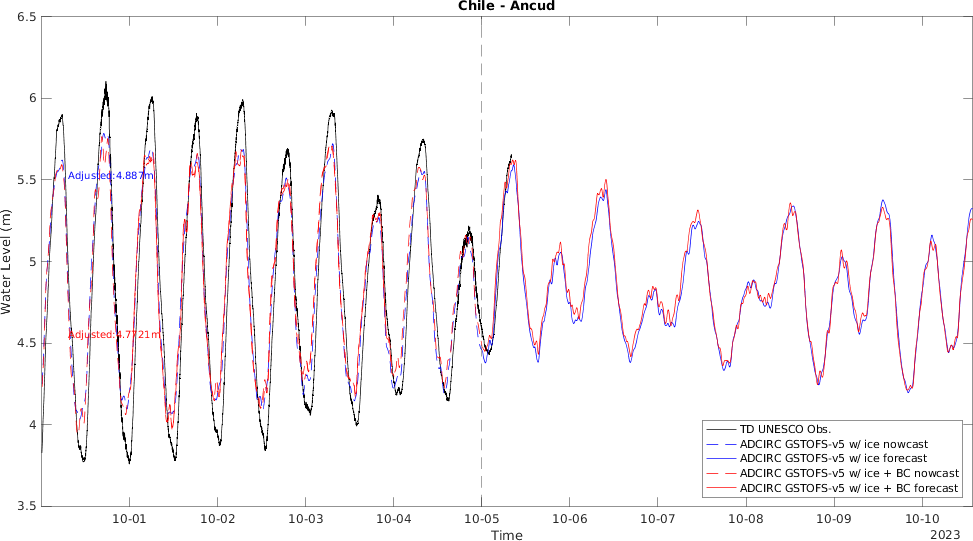 Chile - Ancud
6.5
6
5.5
5
4.5
4
3.5
Water Level (m)
Adjusted:4.887m
Adjusted:4.7721m
TD UNESCO Obs.
ADCIRC GSTOFS-v5 w/ ice nowcast
ADCIRC GSTOFS-v5 w/ ice forecast
ADCIRC GSTOFS-v5 w/ ice + BC nowcast
ADCIRC GSTOFS-v5 w/ ice + BC forecast
10-01 10-02 10-03 10-04 10-05 10-06 10-07 10-08 10-09 10-10
Time
2023